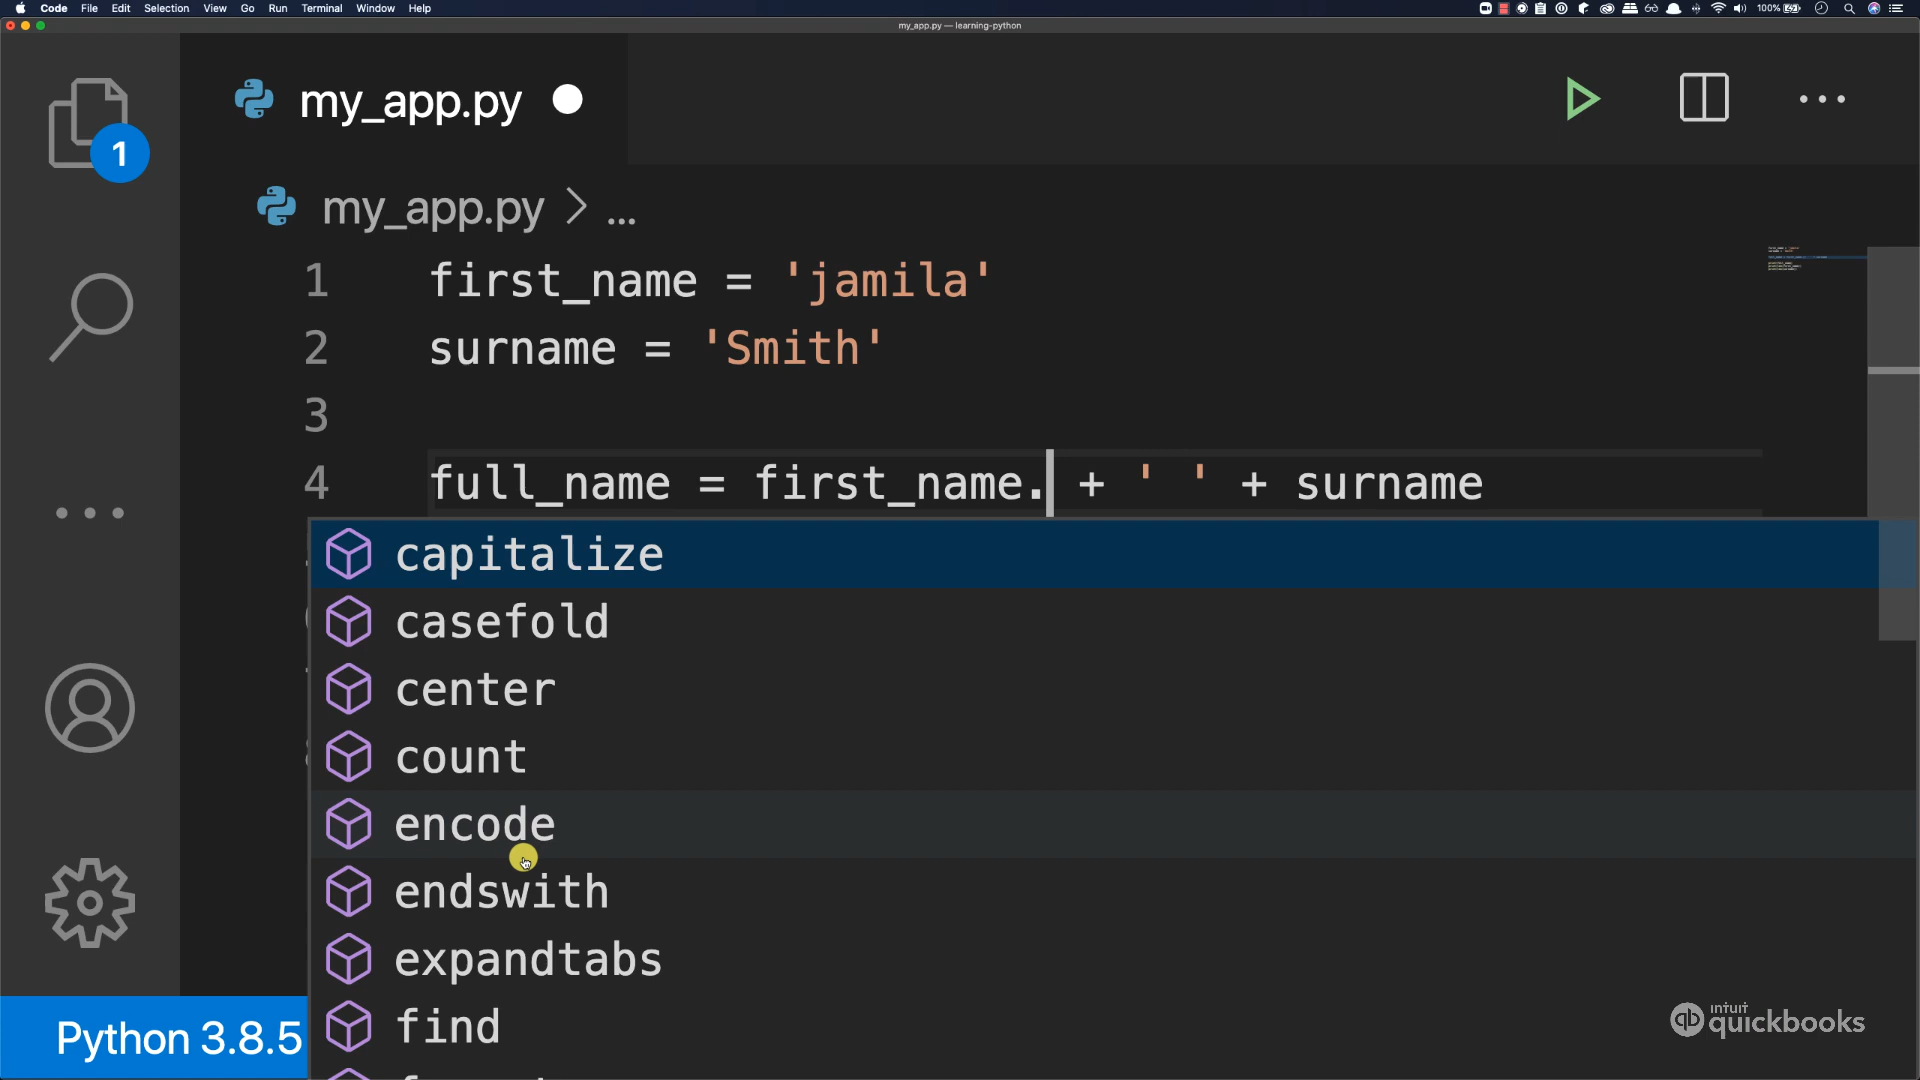 Code File Edit Selection View Go Run Terminal Window Help
100%
my_app.py — learning-python
my_app.py
1
my_app.py > ...
1 first_name = 'jamila'
2 surname = 'Smith'
3
4 full_name = first_name. + ' ' + surname
capitalize
casefold
center
count
encode
endswith
expandtabs
find
Python 3.8.5
intuit
qb quickbooks